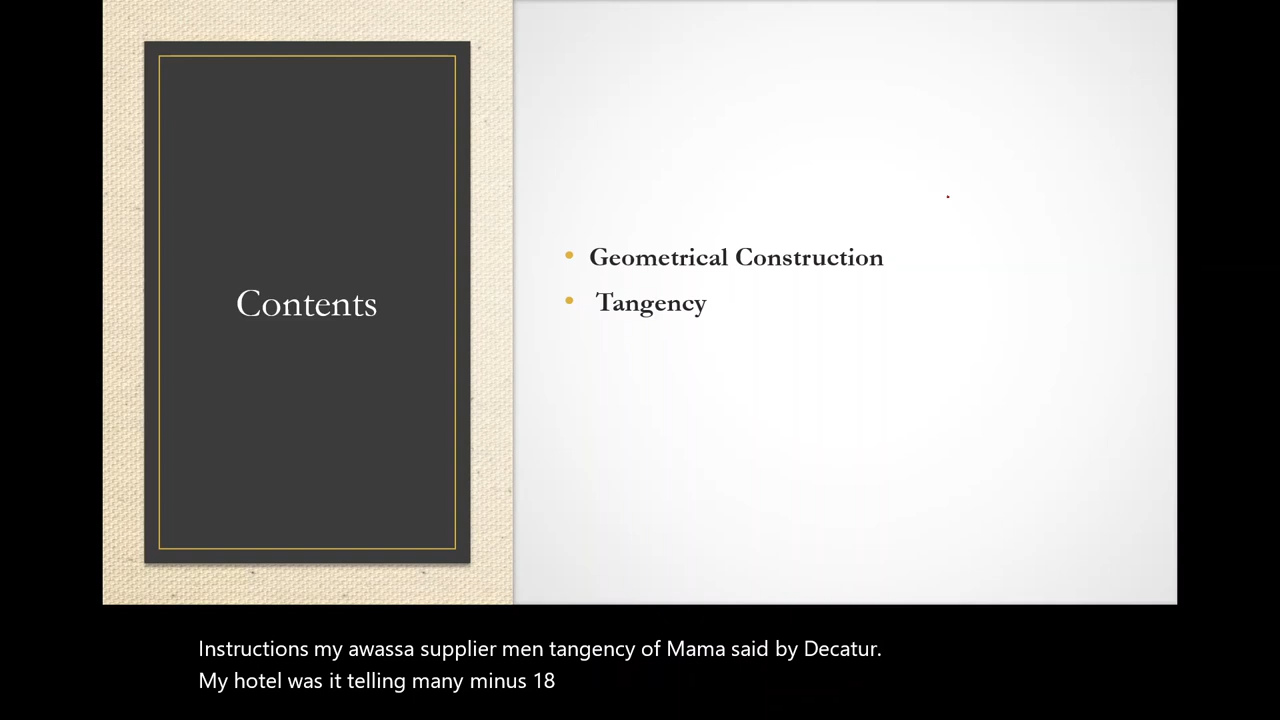 Contents
Geometrical Construction
Tangency
Instructions my awassa supplier men tangency of Mama said by Decatur.
My hotel was it telling many minus 18